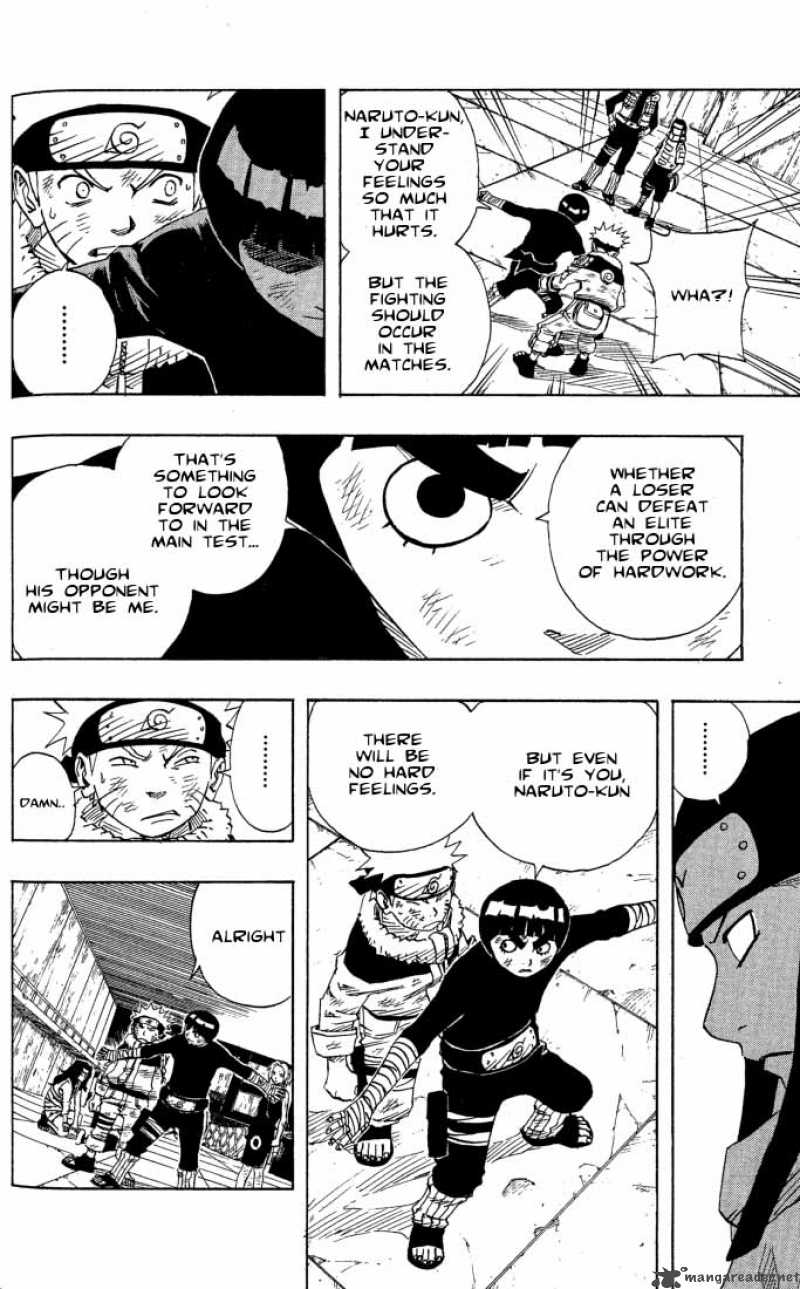 NARUTO-KUN,
I UNDER-
STAND
YOUR
FEELINGS
SO MUCH
THAT IT
HURTS.
BUT THE
FIGHTING
SHOULD
OCCUR
IN THE
MATCHES.
WHA?!
........
WHETHER
A LOSER
CAN DEFEAT
AN ELITE
THROUGH
THE POWER
OF HARDWORK.
THAT'S
SOMETHING
TO LOOK
FORWARD
TO IN THE
MAIN TEST...
THOUGH
HIS OPPONENT
MIGHT BE ME.
........
BUT EVEN
IF IT'S YOU,
NARUTO-KUN
THERE
WILL BE
NO HARD
FEELINGS.
........
DAMN..
ALRIGHT
mangareader.net